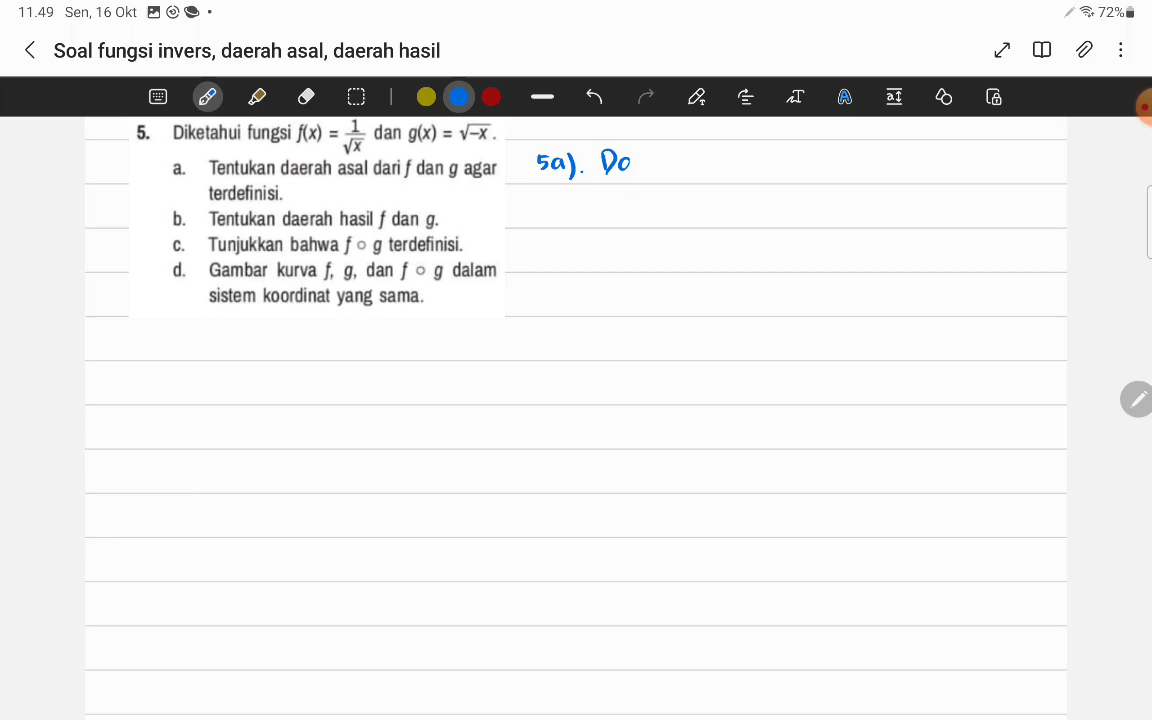 11.49 Sen, 16 Okt 72%
Soal fungsi invers, daerah asal, daerah hasil
5. Diketahui fungsi f(x) = 1/√x dan g(x) = √-x .
a. Tentukan daerah asal dari f dan g agar
terdefinisi.
b. Tentukan daerah hasil f dan g.
c. Tunjukkan bahwa f ○ g terdefinisi.
d. Gambar kurva f, g, dan f ○ g dalam
sistem koordinat yang sama.
5a). Do